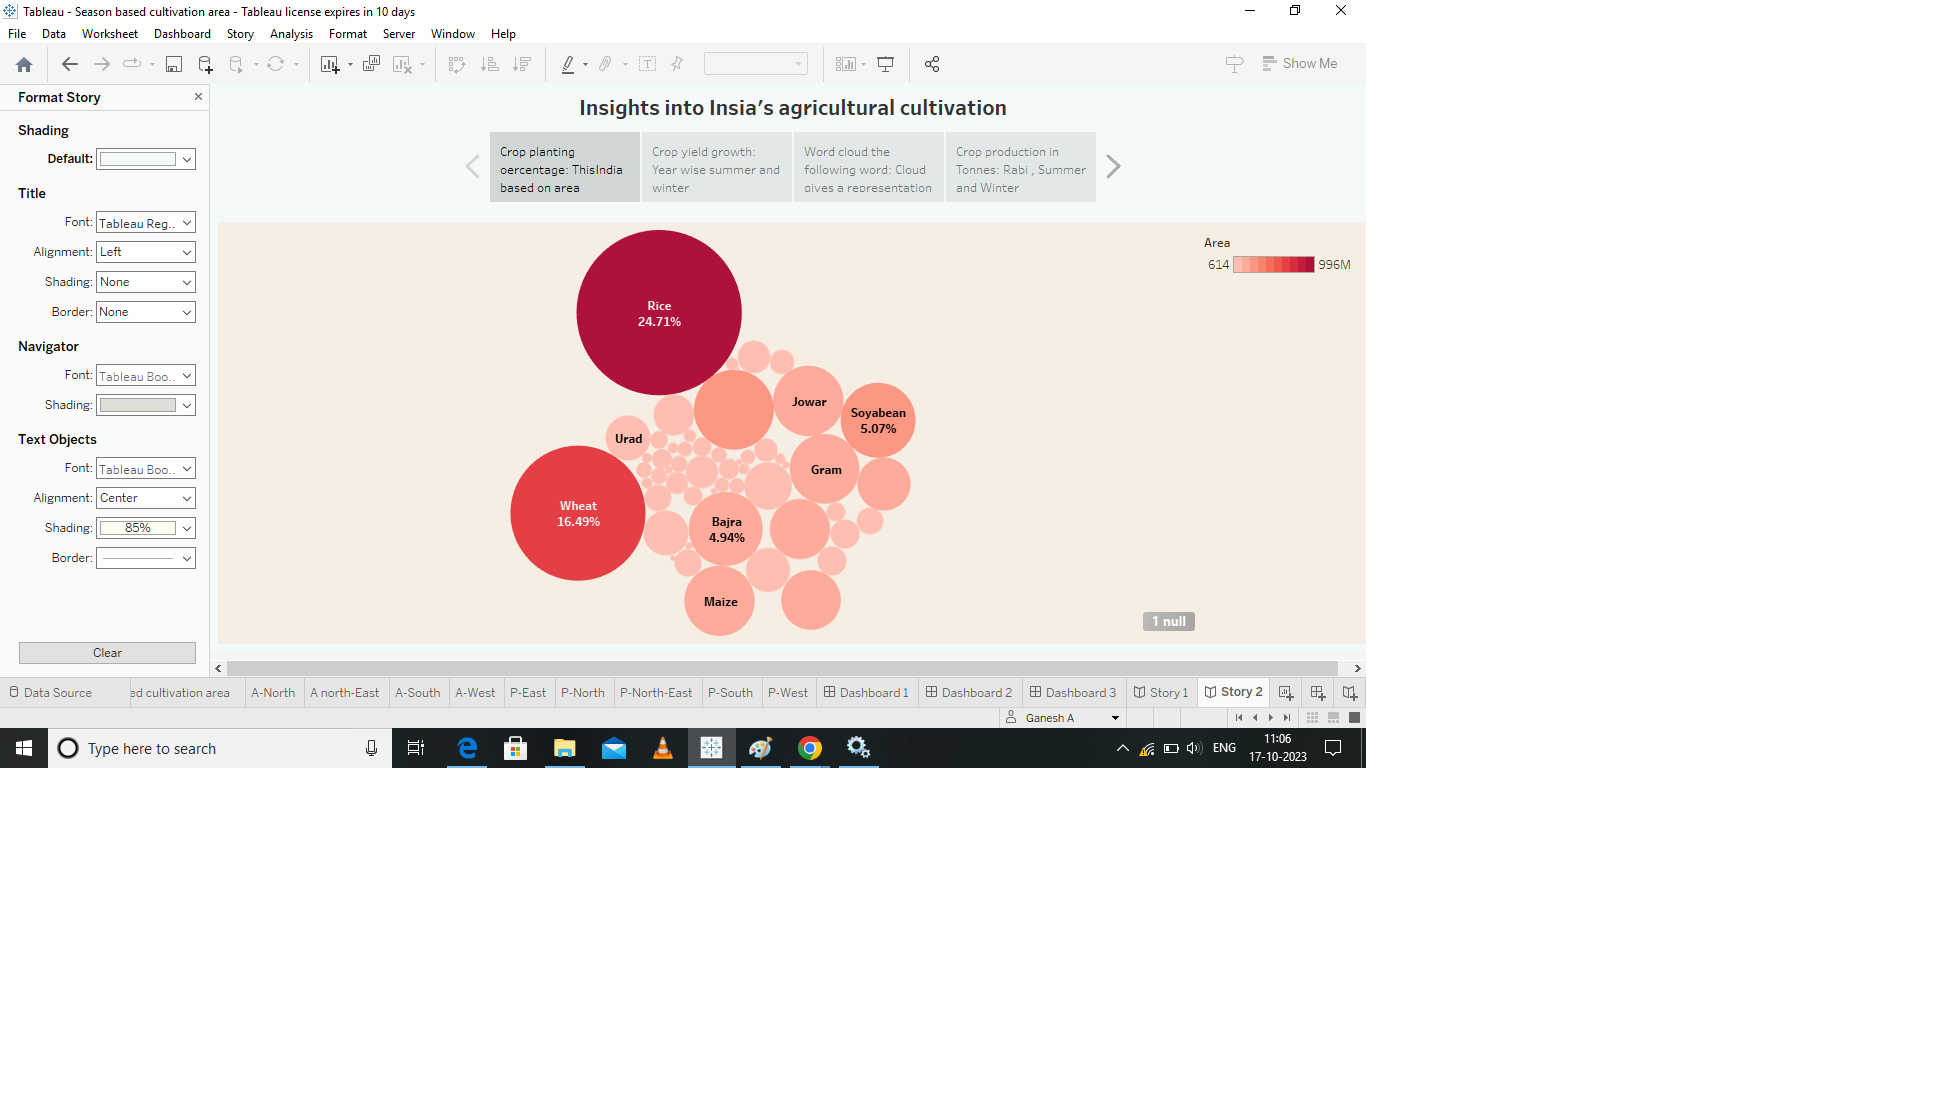 Tableau - Season based cultivation area - Tableau license expires in 10 days
File Data Worksheet Dashboard Story Analysis Format Server Window Help
Show Me
Format Story
Shading
Default:
Title
Font: Tableau Reg..
Alignment: Left
Shading: None
Border: None
Navigator
Font: Tableau Boo..
Shading:
Text Objects
Font: Tableau Boo..
Alignment: Center
Shading: 85%
Border:
Clear
Insights into Insia's agricultural cultivation
Crop planting
percentage: ThisIndia
based on area
Crop yield growth:
Year wise summer and
winter
Word cloud the
following word: Cloud
gives a representation
Crop production in
Tonnes: Rabi , Summer
and Winter
Area
614 996M
Rice
24.71%
Jowar
Soyabean
5.07%
Urad
Gram
Wheat
16.49%
Bajra
4.94%
Maize
1 null
Data Source ed cultivation area A-North A north-East A-South A-West P-East P-North P-North-East P-South P-West Dashboard 1 Dashboard 2 Dashboard 3 Story 1 Story 2
Ganesh A
Type here to search
ENG
11:06
17-10-2023